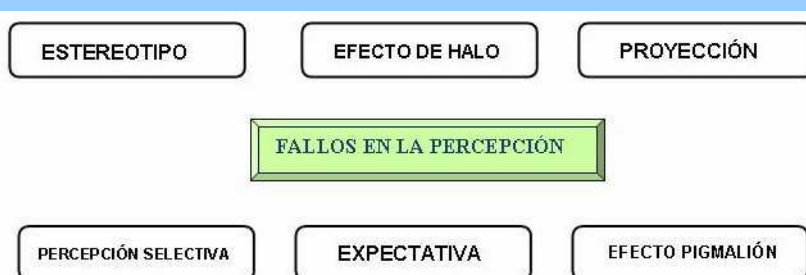 ESTEREOTIPO
EFECTO DE HALO
PROYECCIÓN
FALLOS EN LA PERCEPCIÓN
PERCEPCIÓN SELECTIVA
EXPECTATIVA
EFECTO PIGMALIÓN